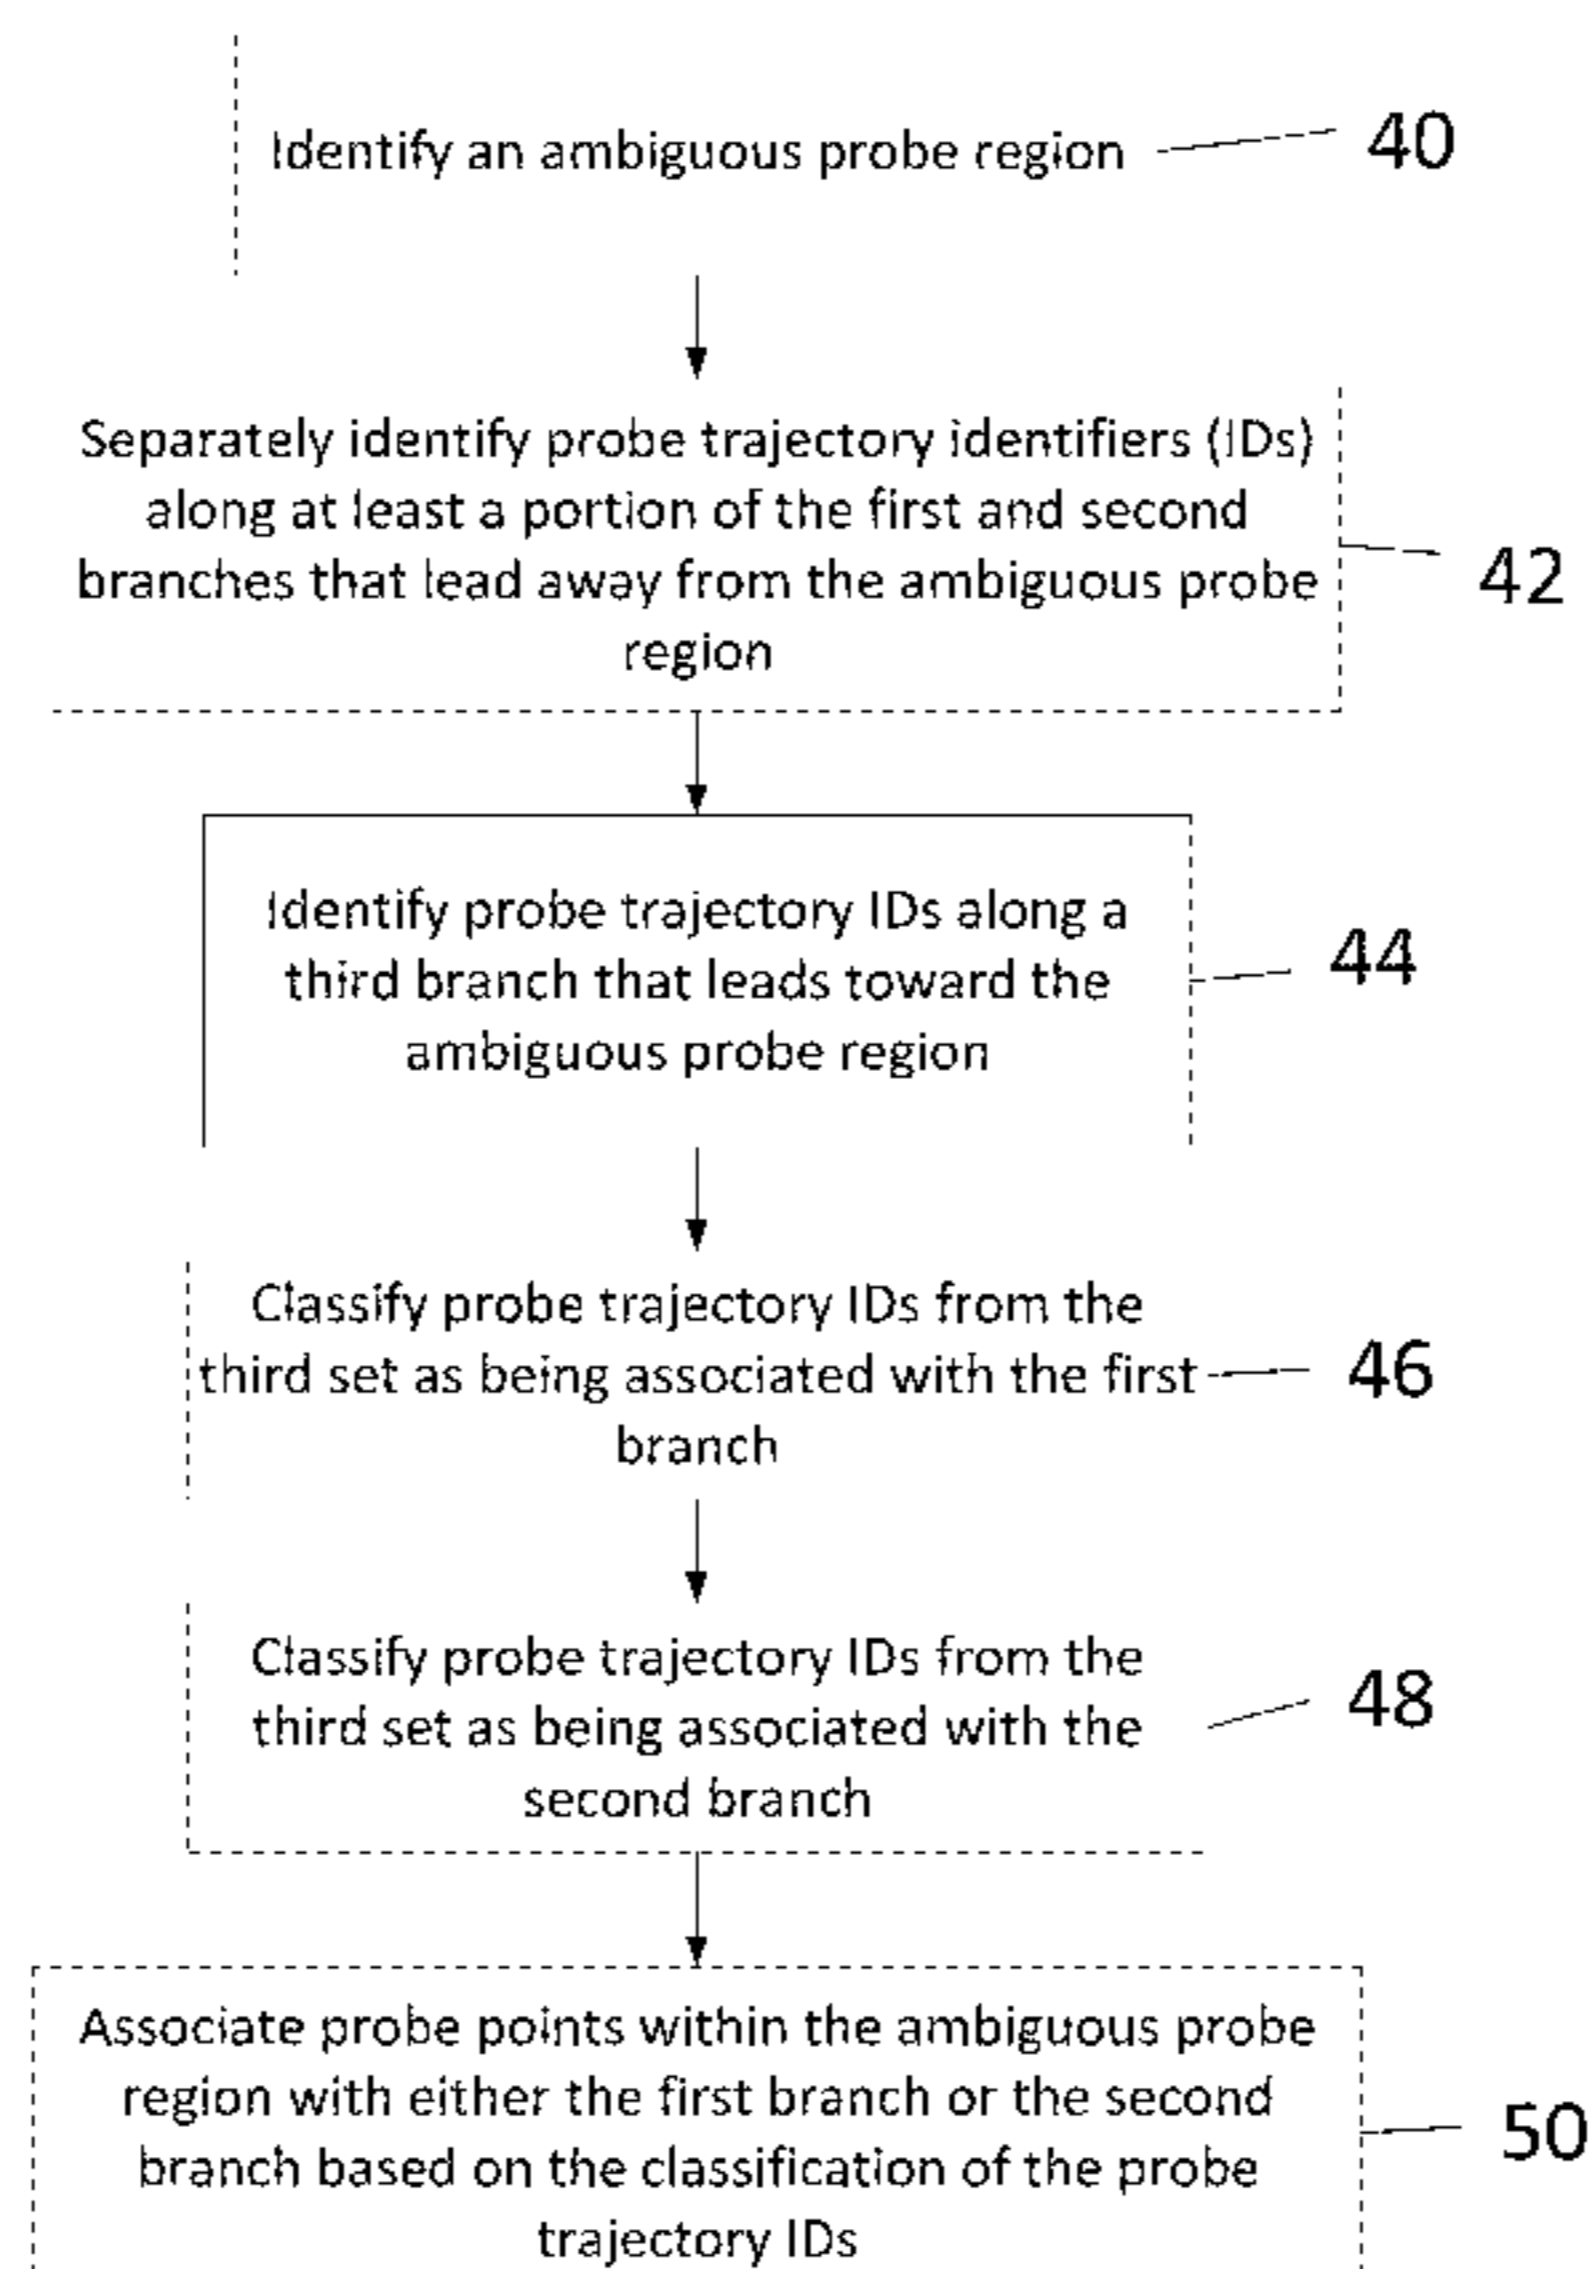 Identify an ambiguous probe region
40
Separately identify probe trajectory identifiers (IDs)
along at least a portion of the first and second
branches that lead away from the ambiguous probe
region
42
Identify probe trajectory IDs along a
third branch that leads toward the
ambiguous probe region
44
Classify probe trajectory IDs from the
third set as being associated with the first
branch
46
Classify probe trajectory IDs from the
third set as being associated with the
second branch
48
Associate probe points within the ambiguous probe
region with either the first branch or the second
branch based on the classification of the probe
trajectory IDs
50